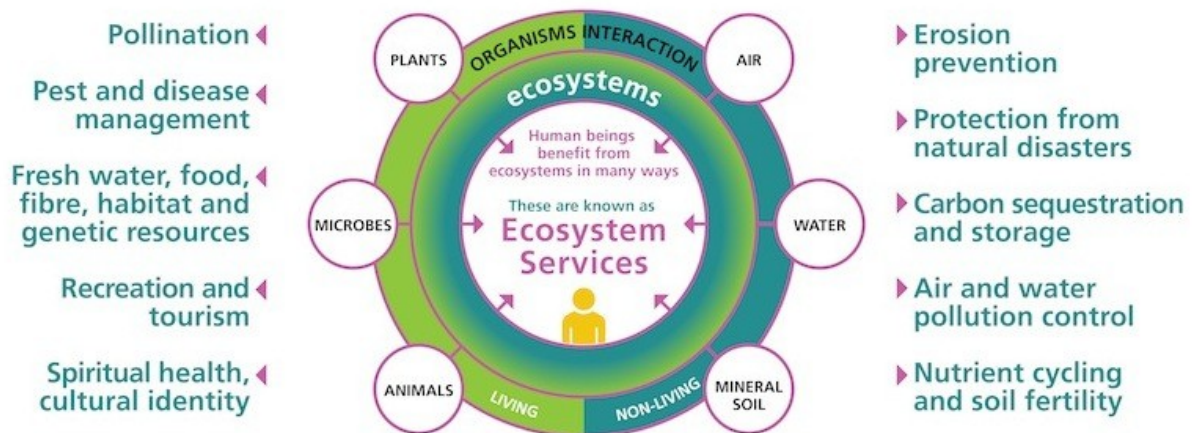 Pollination
Pest and disease
management
Fresh water, food,
fibre, habitat and
genetic resources
Recreation and
tourism
Spiritual health,
cultural identity
PLANTS
ORGANISMS INTERACTION
AIR
ecosystems
Human beings
benefit from
ecosystems in many ways
MICROBES
These are known as
Ecosystem
Services
WATER
ANIMALS
LIVING
NON-LIVING
MINERAL
SOIL
Erosion
prevention
Protection from
natural disasters
Carbon sequestration
and storage
Air and water
pollution control
Nutrient cycling
and soil fertility